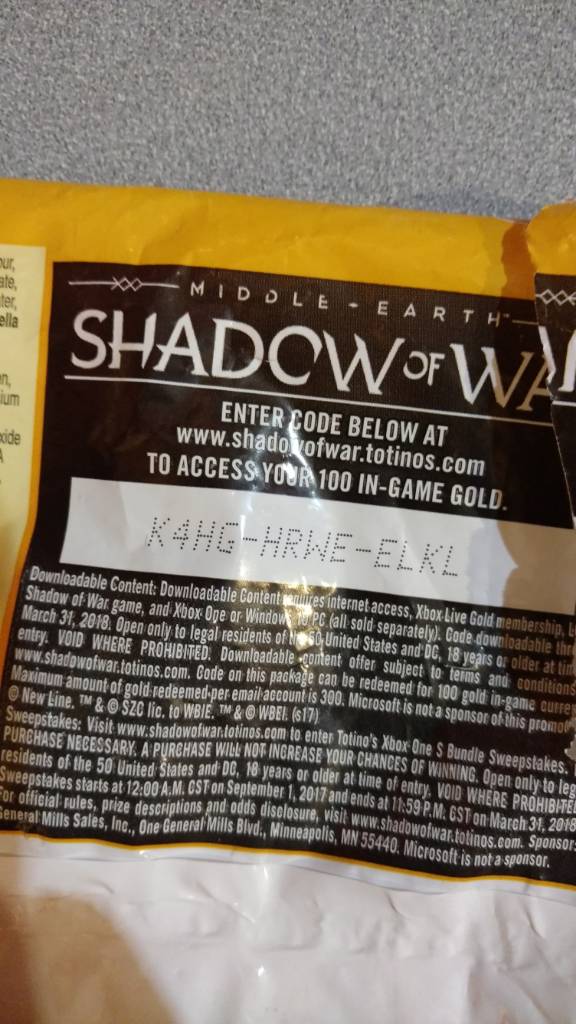 our,
ate,
ter,
ella
en,
ium
oxide
A
MIDDLE-EARTH™
SHADOW OF WA
ENTER CODE BELOW AT
www.shadowofwar.totinos.com
TO ACCESS YOUR 100 IN-GAME GOLD.
K4HG-HRWE-ELKL
Downloadable Content: Downloadable Content requires internet access, Xbox Live Gold membership,
Shadow of War game, and Xbox One or Windows 10 PC (all sold separately). Code downloadable thr
March 31, 2018. Open only to legal residents of the 50 United States and DC, 18 years or older at tim
entry. VOID WHERE PROHIBITED. Downloadable content offer subject to terms and conditions
www.shadowofwar.totinos.com. Code on this package can be redeemed for 100 gold in-game curre
Maximum amount of gold redeemed per email account is 300. Microsoft is not a sponsor of this promo
© New Line. ™ & © SZC lic. to WBIE. ™ & © WBEI. (s17)
Sweepstakes: Visit www.shadowofwar.totinos.com to enter Totino's Xbox One S Bundle Sweepstakes.
PURCHASE NECESSARY. A PURCHASE WILL NOT INCREASE YOUR CHANCES OF WINNING. Open only to leg
residents of the 50 United States and DC, 18 years or older at time of entry. VOID WHERE PROHIBITE
Sweepstakes starts at 12:00 A.M. CST on September 1, 2017 and ends at 11:59 P.M. CST on March 31, 2018
For official rules, prize descriptions and odds disclosure, visit www.shadowofwar.totinos.com. Sponsor:
General Mills Sales, Inc., One General Mills Blvd., Minneapolis, MN 55440. Microsoft is not a sponsor.